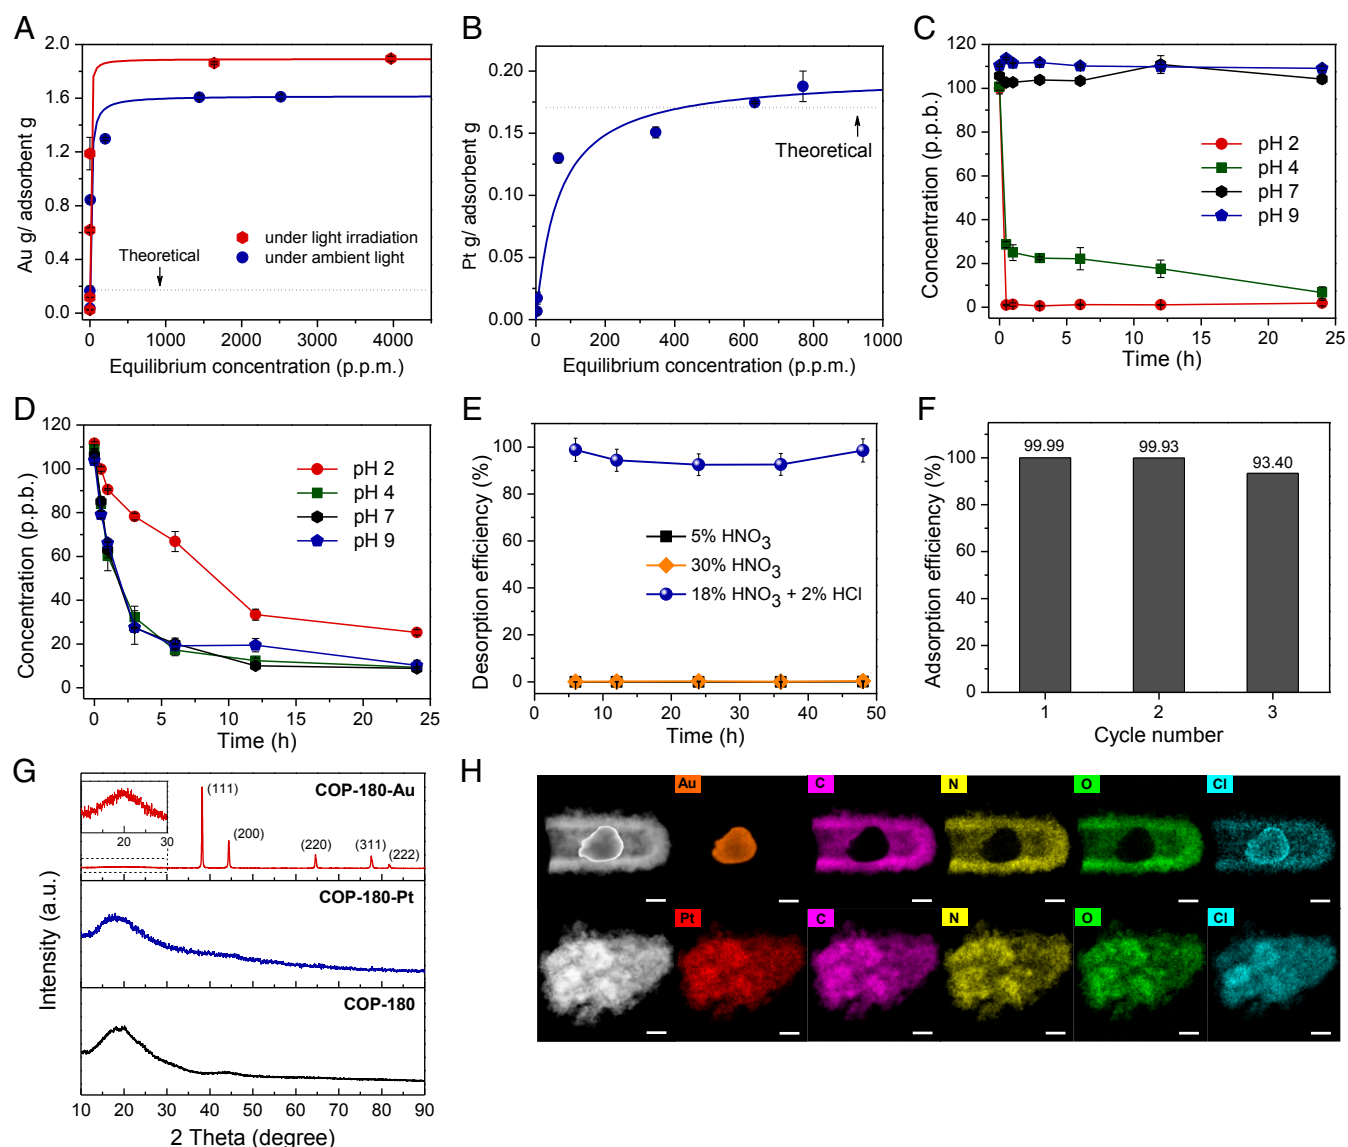 A
2.0
1.6
1.2
0.8
0.4
0.0
Au g/ adsorbent g
under light irradiation
under ambient light
Theoretical
0 1000 2000 3000 4000
Equilibrium concentration (p.p.m.)
B
0.20
0.15
0.10
0.05
0.00
Pt g/ adsorbent g
Theoretical
0 200 400 600 800 1000
Equilibrium concentration (p.p.m.)
C
120
100
80
60
40
20
0
Concentration (p.p.b.)
pH 2
pH 4
pH 7
pH 9
0 5 10 15 20 25
Time (h)
D
120
100
80
60
40
20
0
Concentration (p.p.b.)
pH 2
pH 4
pH 7
pH 9
0 5 10 15 20 25
Time (h)
E
100
80
60
40
20
0
Desorption efficiency (%)
5% HNO3
30% HNO3
18% HNO3 + 2% HCl
0 10 20 30 40 50
Time (h)
F
120
100
80
60
40
20
0
Adsorption efficiency (%)
99.99 99.93 93.40
1 2 3
Cycle number
G
Intensity (a.u.)
20 30
(111)
(200)
(220)
(311)
(222)
COP-180-Au
COP-180-Pt
COP-180
10 20 30 40 50 60 70 80 90
2 Theta (degree)
H
Au C N O Cl
Pt C N O Cl